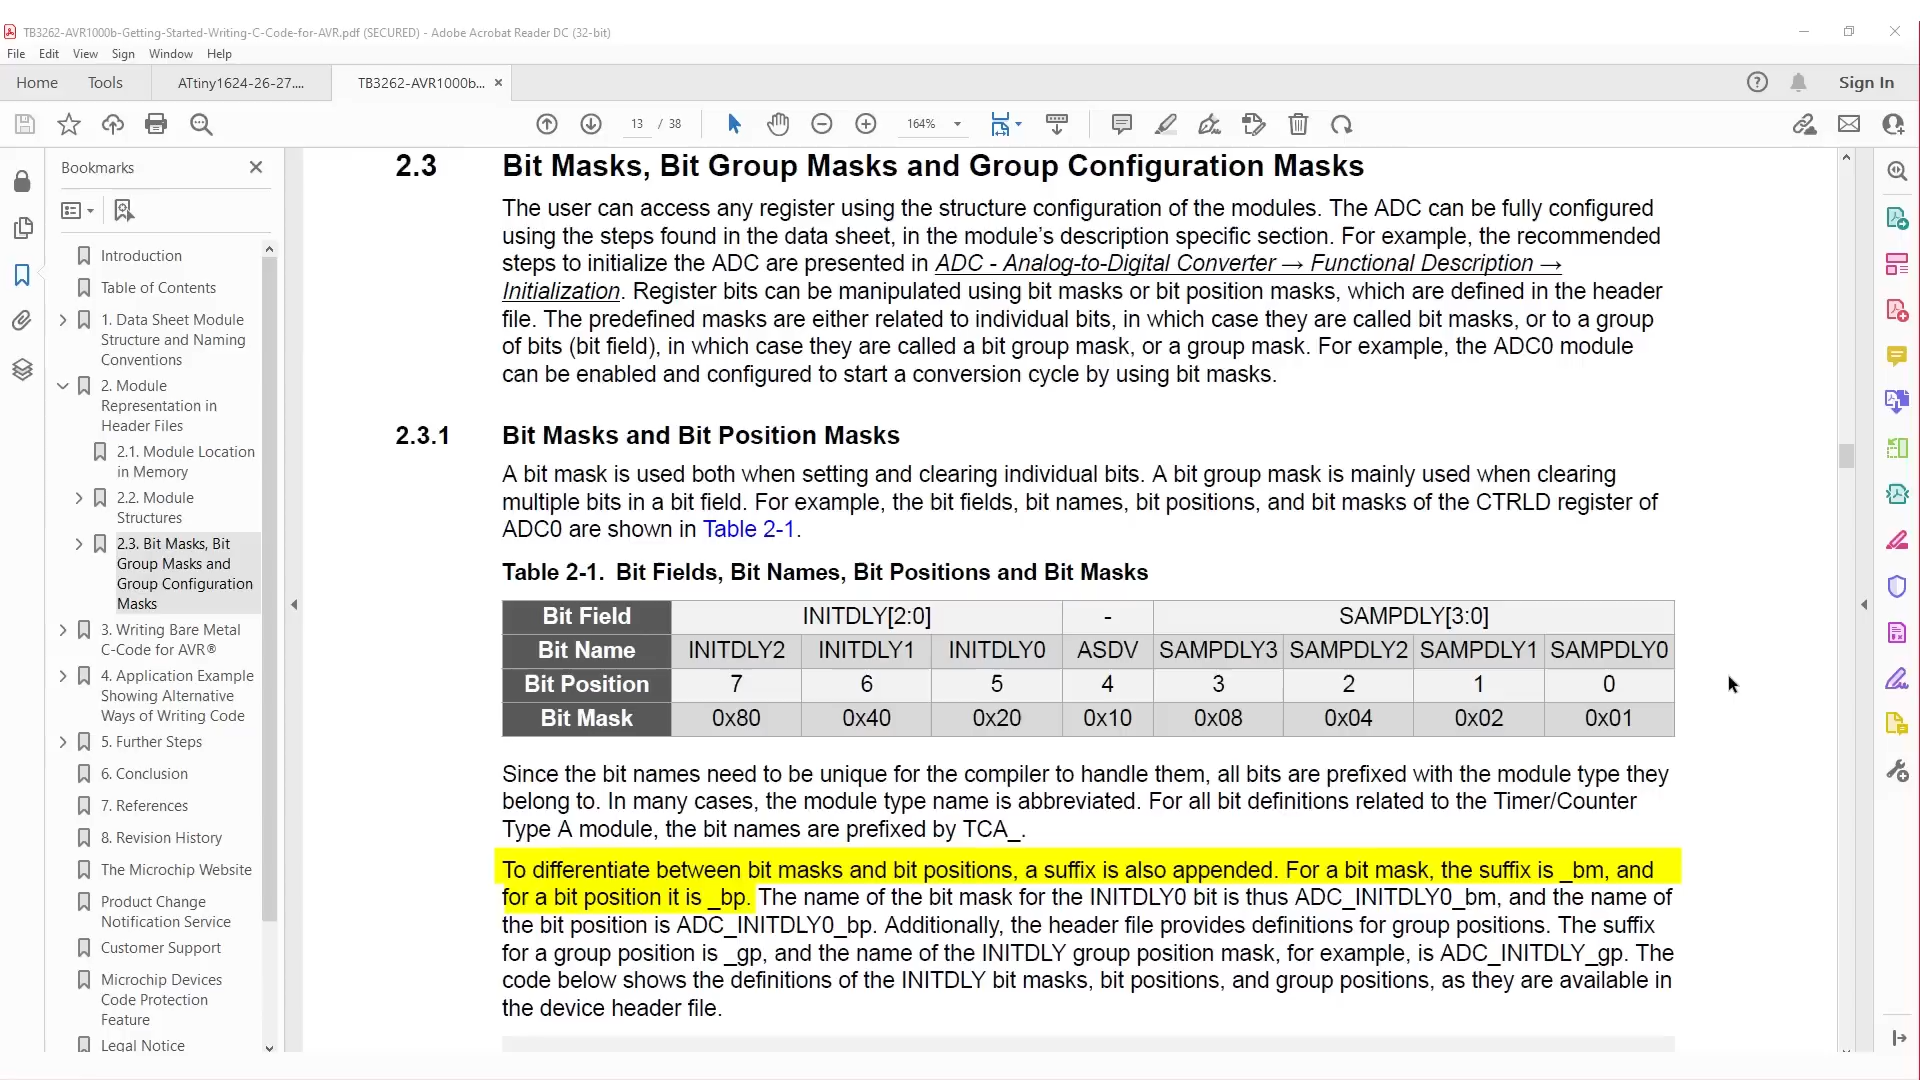 TB3262-AVR1000b-Getting-Started-Writing-C-Code-for-AVR.pdf (SECURED) - Adobe Acrobat Reader DC (32-bit)
File Edit View Sign Window Help
Home Tools ATtiny1624-26-27.... TB3262-AVR1000b... × Sign In
13 / 38 164%
Bookmarks
Introduction
Table of Contents
1. Data Sheet Module
Structure and Naming
Conventions
2. Module
Representation in
Header Files
2.1. Module Location
in Memory
2.2. Module
Structures
2.3. Bit Masks, Bit
Group Masks and
Group Configuration
Masks
3. Writing Bare Metal
C-Code for AVR®
4. Application Example
Showing Alternative
Ways of Writing Code
5. Further Steps
6. Conclusion
7. References
8. Revision History
The Microchip Website
Product Change
Notification Service
Customer Support
Microchip Devices
Code Protection
Feature
Legal Notice
2.3 Bit Masks, Bit Group Masks and Group Configuration Masks
The user can access any register using the structure configuration of the modules. The ADC can be fully configured
using the steps found in the data sheet, in the module's description specific section. For example, the recommended
steps to initialize the ADC are presented in ADC - Analog-to-Digital Converter → Functional Description →
Initialization. Register bits can be manipulated using bit masks or bit position masks, which are defined in the header
file. The predefined masks are either related to individual bits, in which case they are called bit masks, or to a group
of bits (bit field), in which case they are called a bit group mask, or a group mask. For example, the ADC0 module
can be enabled and configured to start a conversion cycle by using bit masks.
2.3.1 Bit Masks and Bit Position Masks
A bit mask is used both when setting and clearing individual bits. A bit group mask is mainly used when clearing
multiple bits in a bit field. For example, the bit fields, bit names, bit positions, and bit masks of the CTRLD register of
ADC0 are shown in Table 2-1.
Table 2-1. Bit Fields, Bit Names, Bit Positions and Bit Masks
Bit Field INITDLY[2:0] - SAMPDLY[3:0]
Bit Name INITDLY2 INITDLY1 INITDLY0 ASDV SAMPDLY3 SAMPDLY2 SAMPDLY1 SAMPDLY0
Bit Position 7 6 5 4 3 2 1 0
Bit Mask 0x80 0x40 0x20 0x10 0x08 0x04 0x02 0x01
Since the bit names need to be unique for the compiler to handle them, all bits are prefixed with the module type they
belong to. In many cases, the module type name is abbreviated. For all bit definitions related to the Timer/Counter
Type A module, the bit names are prefixed by TCA_.
To differentiate between bit masks and bit positions, a suffix is also appended. For a bit mask, the suffix is _bm, and
for a bit position it is _bp. The name of the bit mask for the INITDLY0 bit is thus ADC_INITDLY0_bm, and the name of
the bit position is ADC_INITDLY0_bp. Additionally, the header file provides definitions for group positions. The suffix
for a group position is _gp, and the name of the INITDLY group position mask, for example, is ADC_INITDLY_gp. The
code below shows the definitions of the INITDLY bit masks, bit positions, and group positions, as they are available in
the device header file.